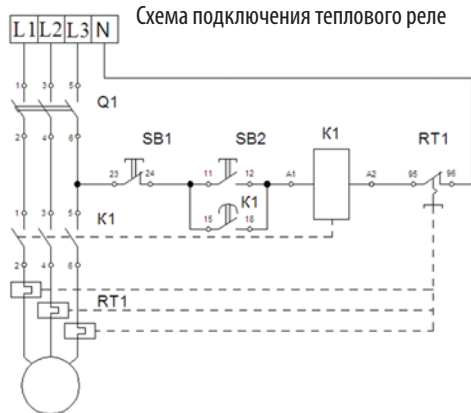 Схема подключения теплового реле
L1 L2 L3 N
1 3 5
Q1
2 4 6
SB1 SB2 K1 RT1
23 24 11 12 A1 A2 95 96
K1
15 18
1 3 5
K1
2 4 6
RT1